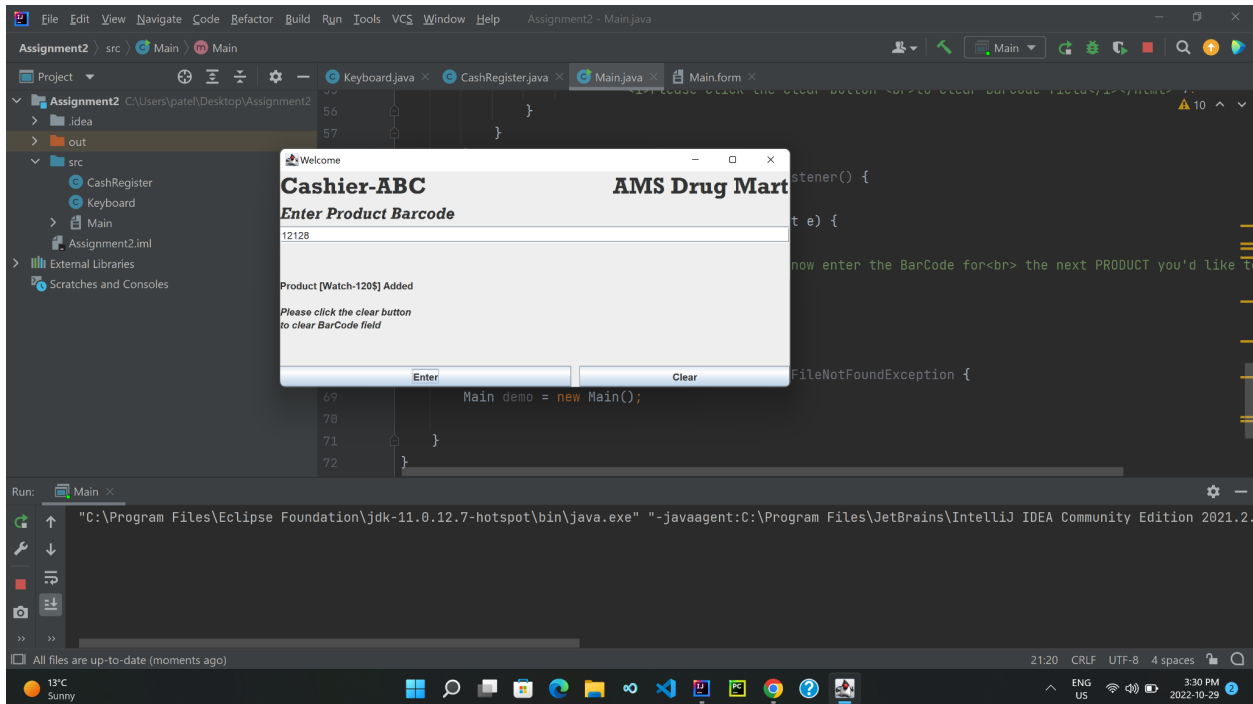 File Edit View Navigate Code Refactor Build Run Tools VCS Window Help Assignment2 - Main.java
Assignment2 src Main Main
Main
Project
Keyboard.java CashRegister.java Main.java Main.form
Assignment2 C:\Users\patel\Desktop\Assignment2
.idea
out
src
CashRegister
Keyboard
Main
Assignment2.iml
External Libraries
Scratches and Consoles
10
56 }
57 }
Welcome
Cashier-ABC AMS Drug Mart
Enter Product Barcode
12128
Product [Watch-120$] Added
Please click the clear button
to clear BarCode field
Enter Clear
stener() {
t e) {
now enter the BarCode for<br> the next PRODUCT you'd like
FileNotFoundException {
69 Main demo = new Main();
70
71 }
72 }
Run: Main
"C:\Program Files\Eclipse Foundation\jdk-11.0.12.7-hotspot\bin\java.exe" "-javaagent:C:\Program Files\JetBrains\IntelliJ IDEA Community Edition 2021.2.
All files are up-to-date (moments ago)
21:20 CRLF UTF-8 4 spaces
13°C
Sunny
ENG
US
3:30 PM
2022-10-29
2